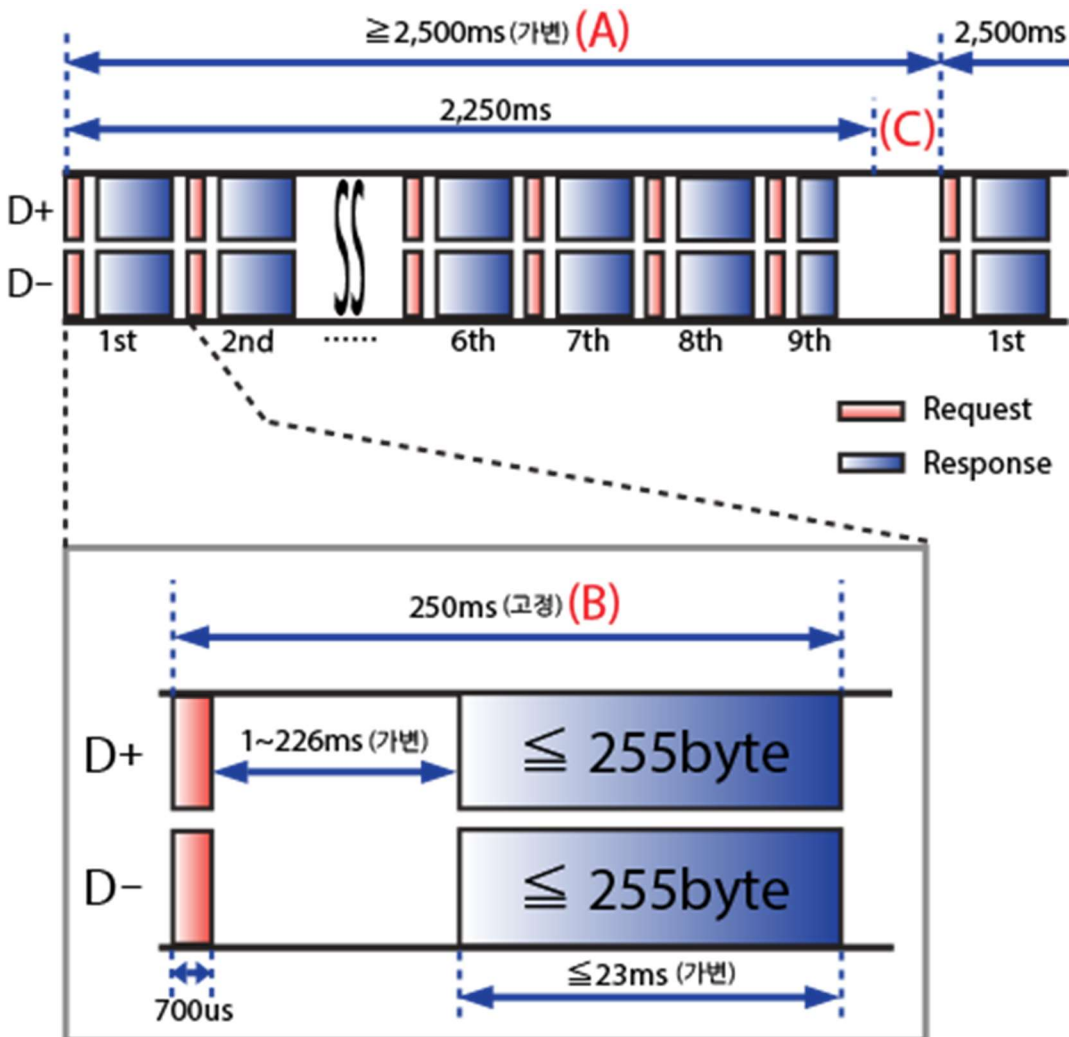 ≧2,500ms (가변) (A)
2,500ms
2,250ms
(C)
D+
D-
1st 2nd ........ 6th 7th 8th 9th 1st
Request
Response
250ms (고정) (B)
D+
1~226ms (가변)
≦ 255byte
D-
≦ 255byte
≦23ms (가변)
700us